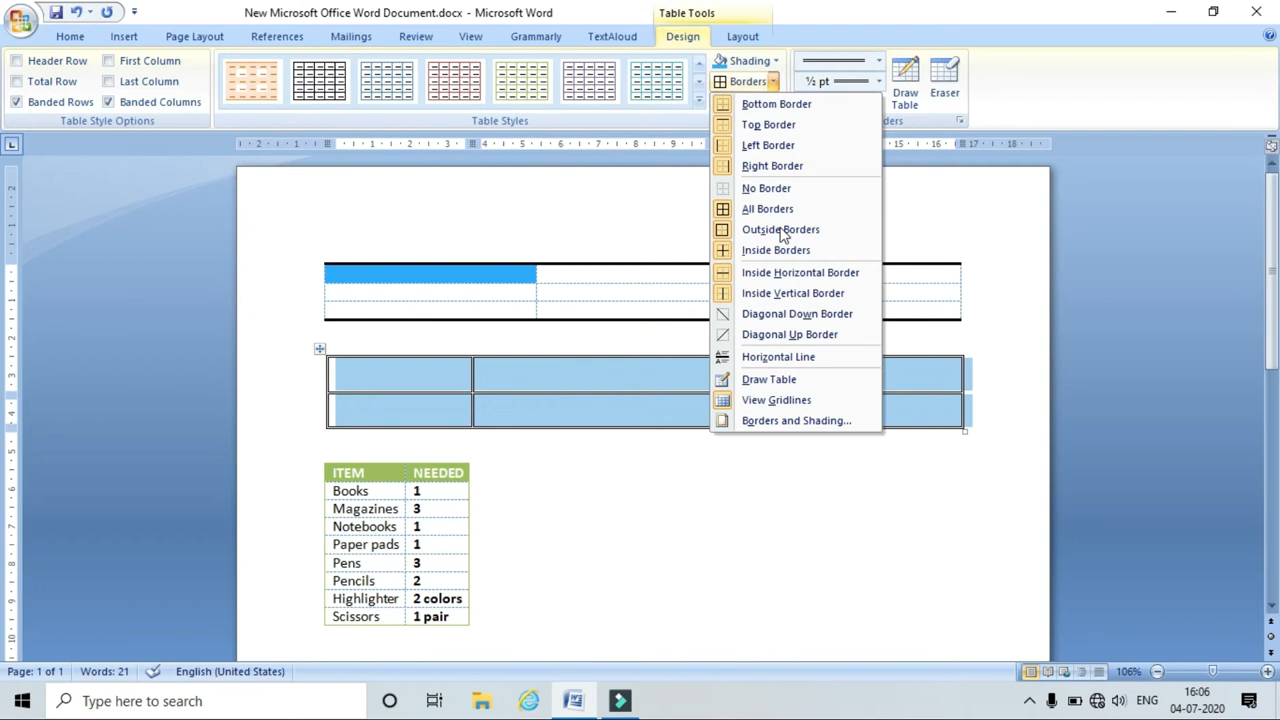 New Microsoft Office Word Document.docx - Microsoft Word
Table Tools
Home Insert Page Layout References Mailings Review View Grammarly TextAloud Design Layout
Header Row First Column
Total Row Last Column
Banded Rows Banded Columns
Table Style Options
Table Styles
Shading
Borders
½ pt
Draw Table
Eraser
Bottom Border
Top Border
Left Border
Right Border
No Border
All Borders
Outside Borders
Inside Borders
Inside Horizontal Border
Inside Vertical Border
Diagonal Down Border
Diagonal Up Border
Horizontal Line
Draw Table
View Gridlines
Borders and Shading...
ITEM NEEDED
Books 1
Magazines 3
Notebooks 1
Paper pads 1
Pens 3
Pencils 2
Highlighter 2 colors
Scissors 1 pair
Page: 1 of 1 Words: 21 English (United States) 106%
Type here to search
ENG
16:06
04-07-2020